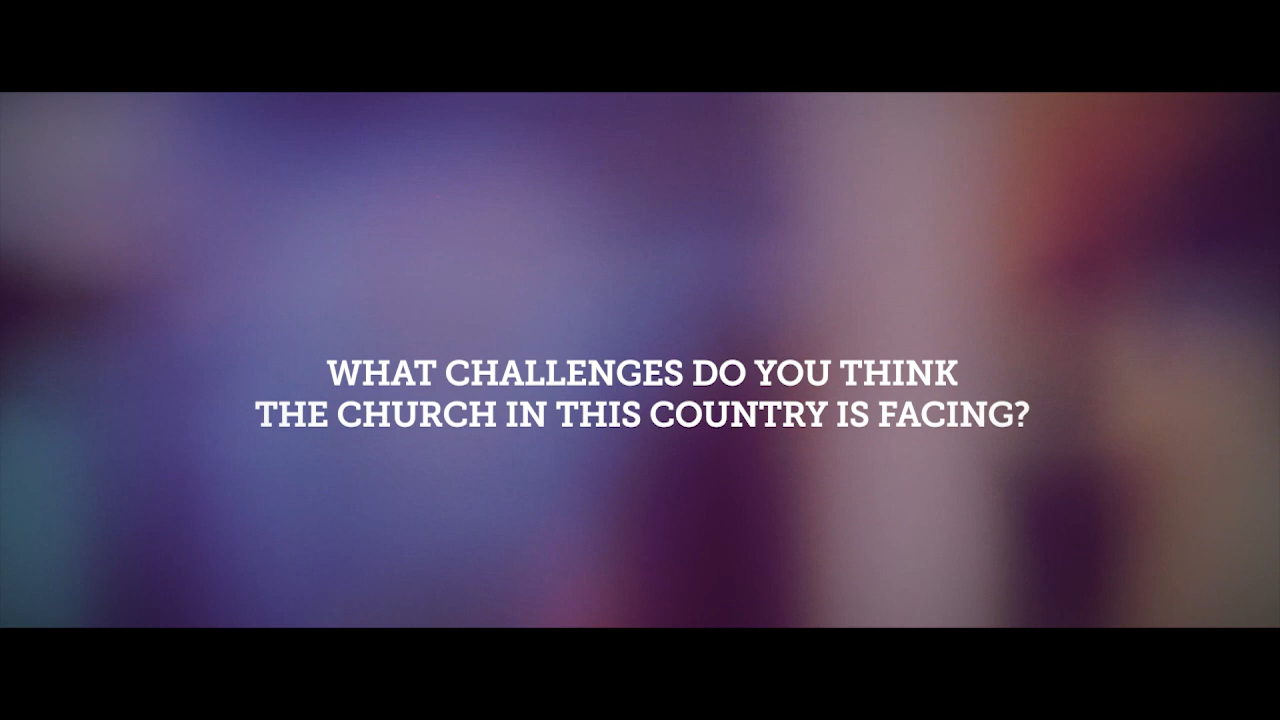 WHAT CHALLENGES DO YOU THINK
THE CHURCH IN THIS COUNTRY IS FACING?